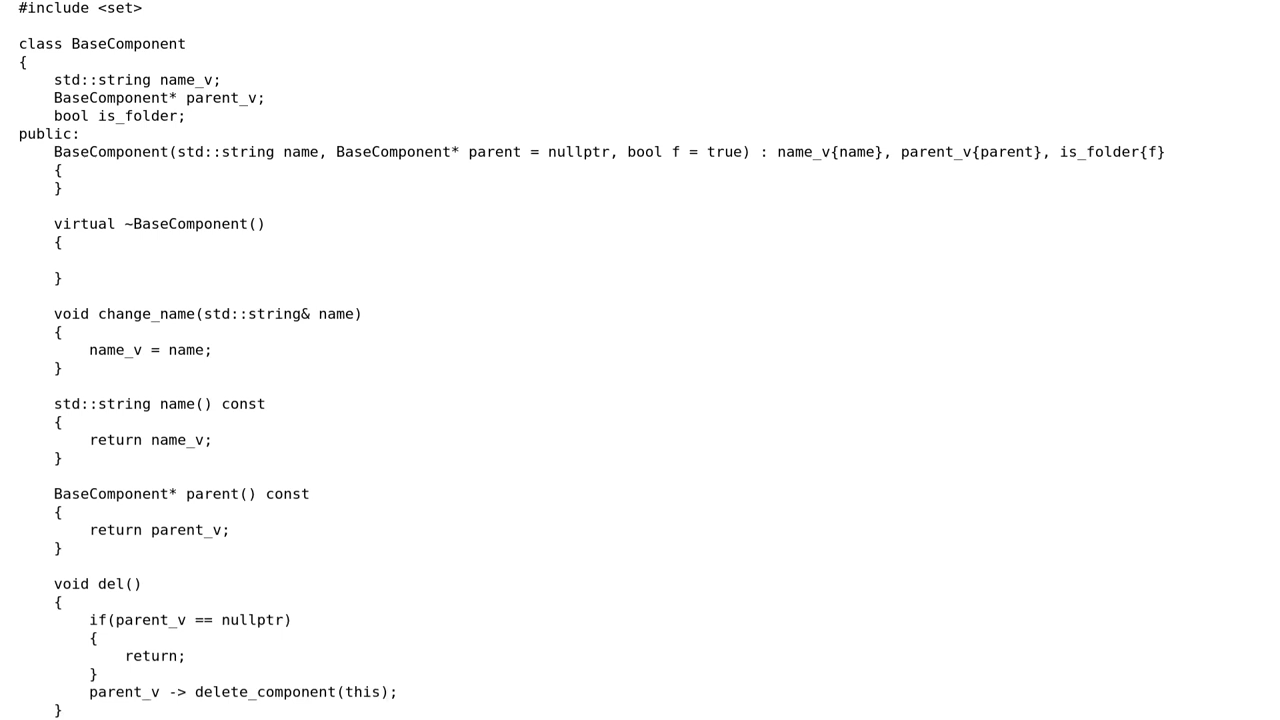 #include <set>
class BaseComponent
{
std::string name_v;
BaseComponent* parent_v;
bool is_folder;
public:
BaseComponent(std::string name, BaseComponent* parent = nullptr, bool f = true) : name_v{name}, parent_v{parent}, is_folder{f}
{
}
virtual ~BaseComponent()
{
}
void change_name(std::string& name)
{
name_v = name;
}
std::string name() const
{
return name_v;
}
BaseComponent* parent() const
{
return parent_v;
}
void del()
{
if(parent_v == nullptr)
{
return;
}
parent_v -> delete_component(this);
}